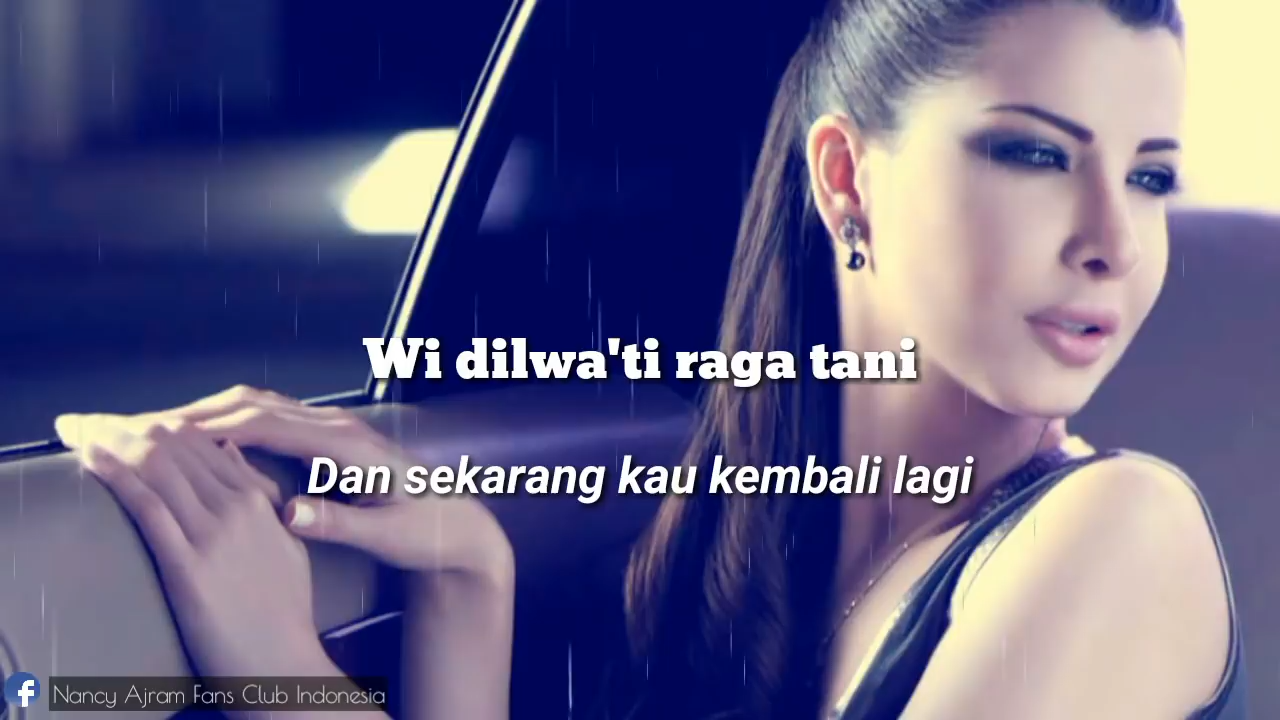 Wi dilwa'ti raga tani
Dan sekarang kau kembali lagi
f Nancy Ajram Fans Club Indonesia